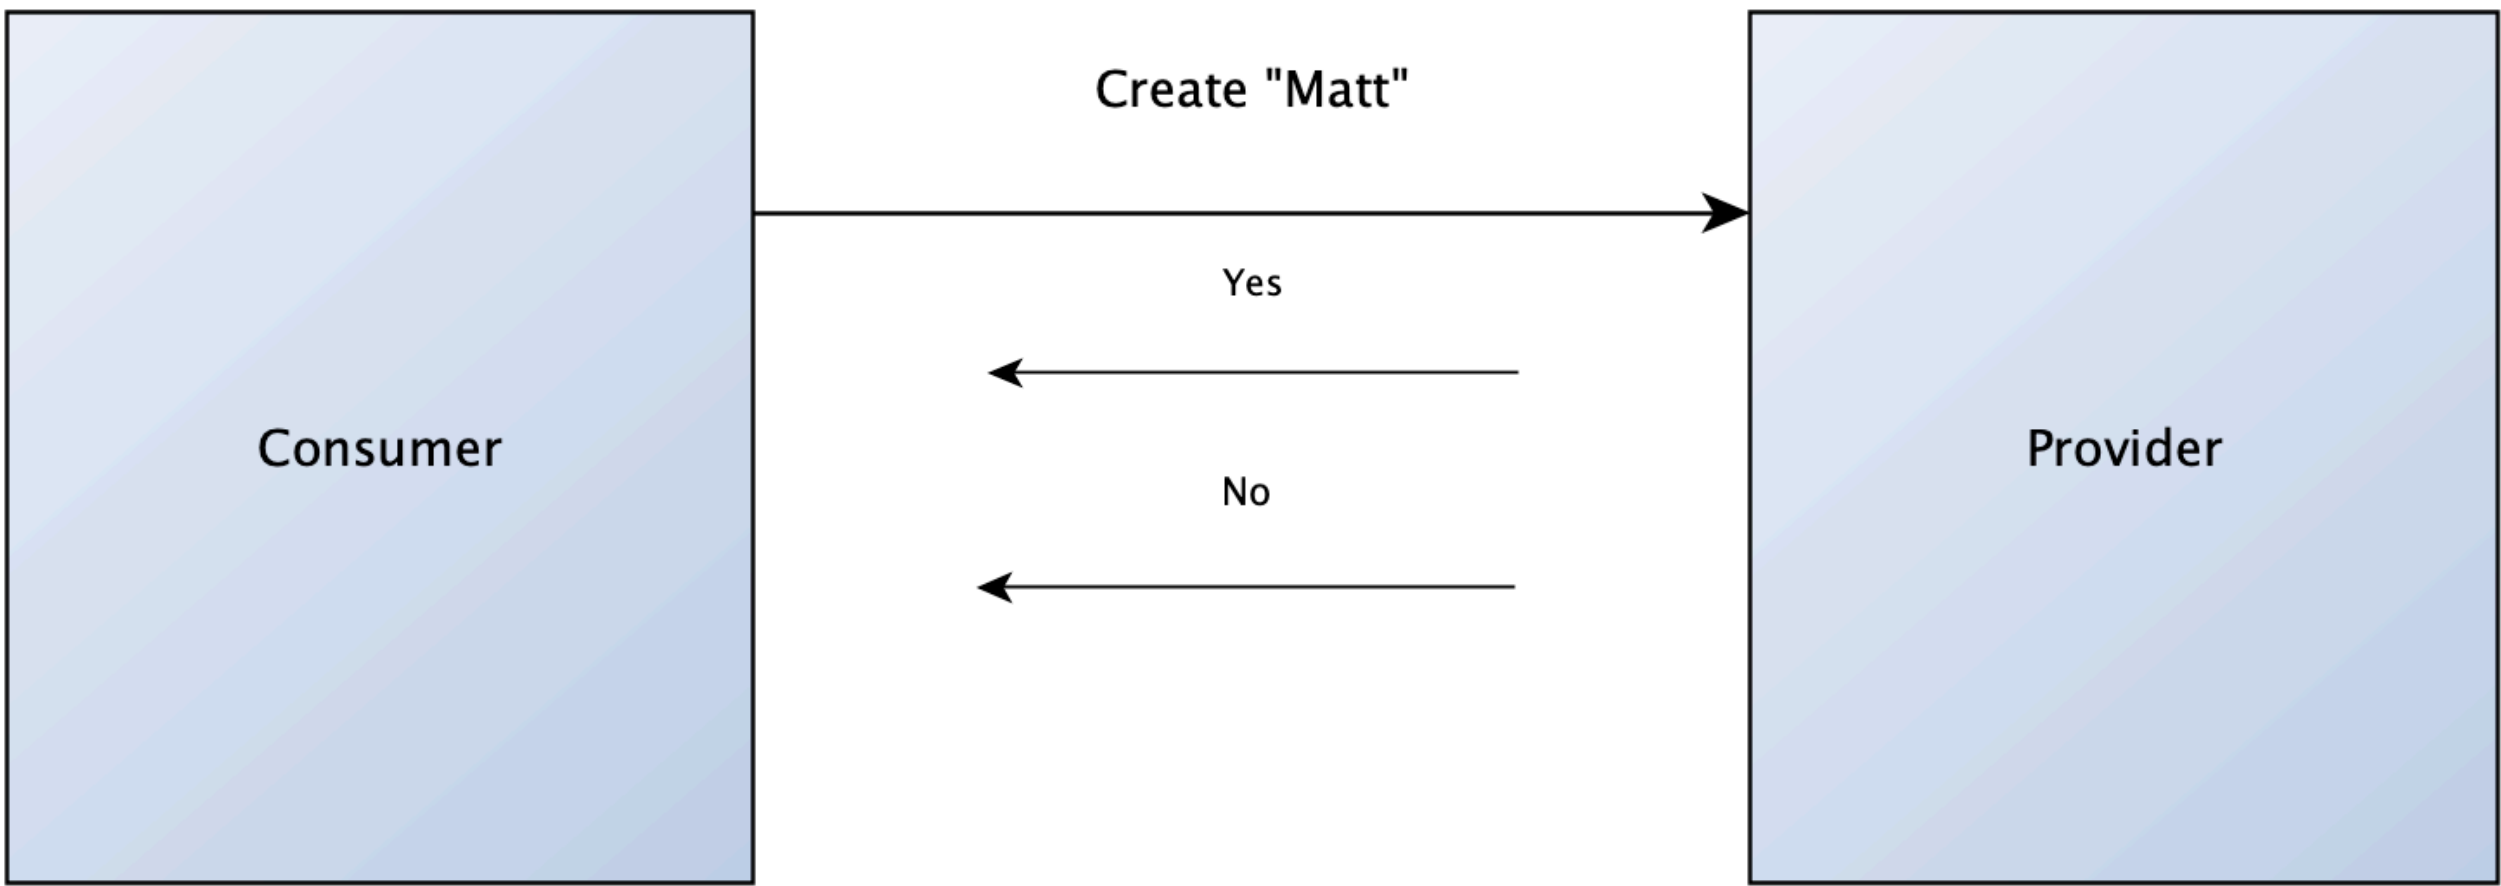 Create "Matt"
Yes
Consumer
Provider
No